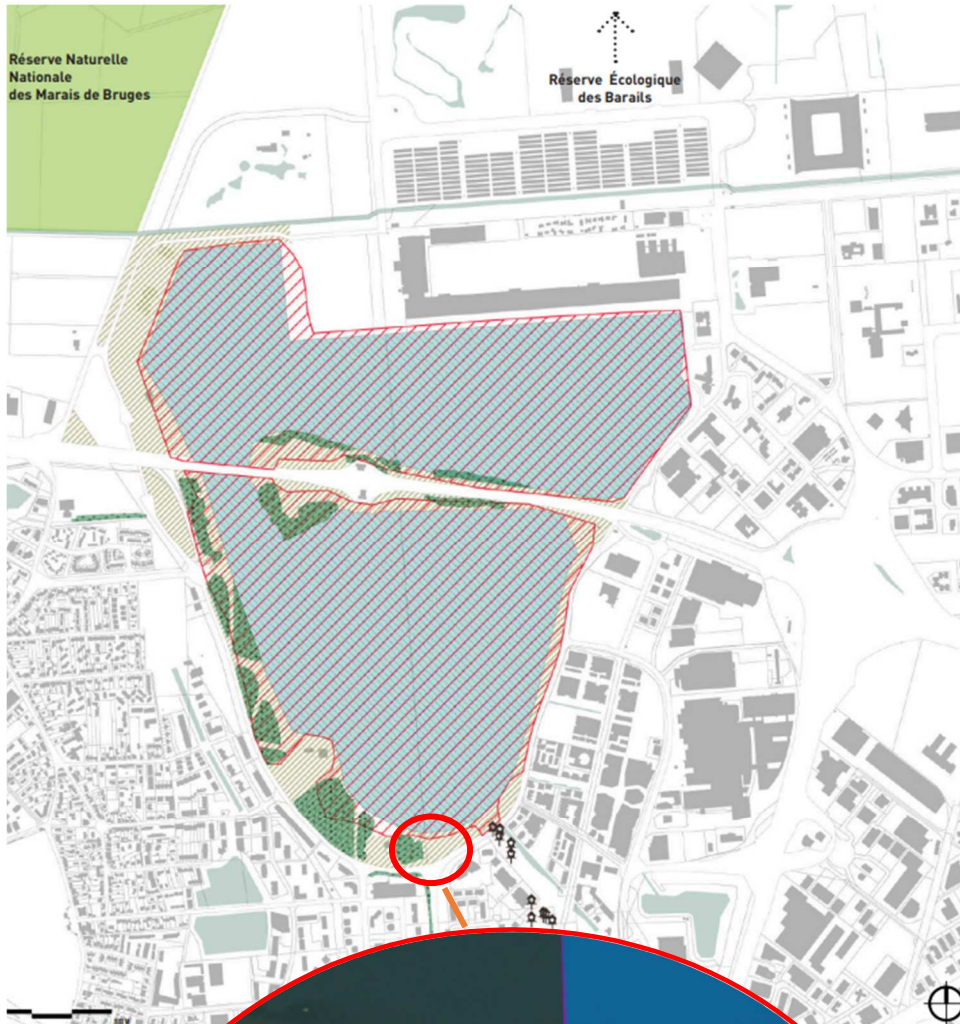 Réserve Naturelle
Nationale
des Marais de Bruges
Réserve Écologique
des Barails